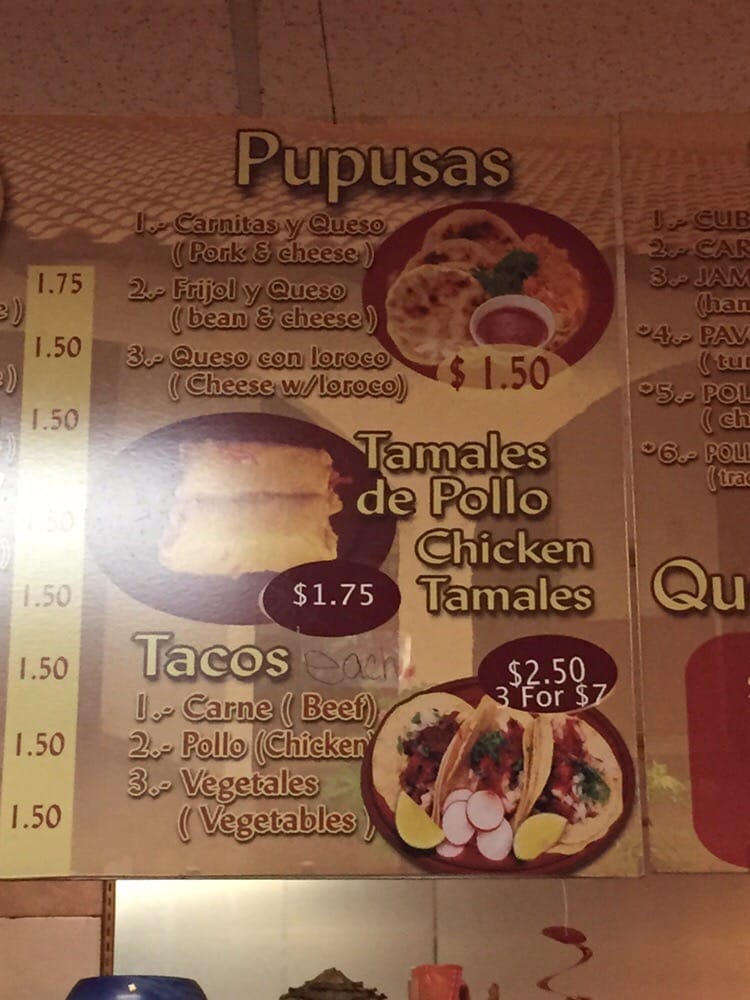 1.75
1.50
1.50
1.50
1.50
1.50
1.50
Pupusas
1.- Carnitas y Queso
( Pork & cheese )
2.- Frijol y Queso
( bean & cheese )
3.- Queso con loroco
( Cheese w/loroco)
$ 1.50
Tamales
de Pollo
Chicken
Tamales
$1.75
Tacos each
$2.50
3 For $7
1.- Carne ( Beef)
2.- Pollo (Chicken)
3.- Vegetales
( Vegetables )
1.- CUB
2.- CAR
3.- JAM
(ham
*4.- PAV
( tur
*5.- POL
( ch
*6.- POLL
(trad
Qu